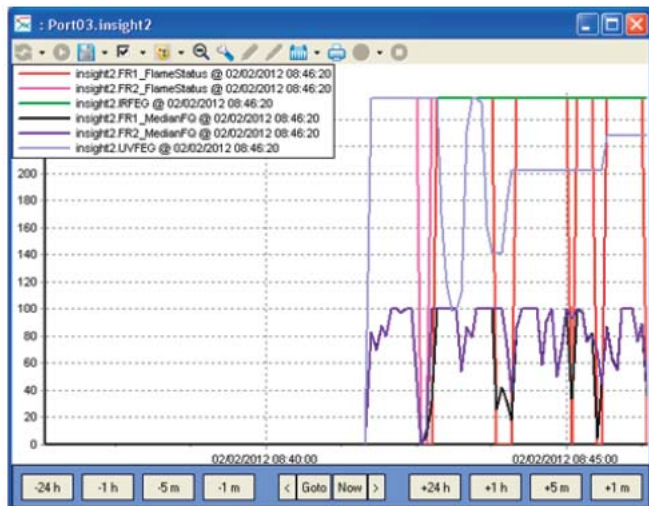 : Port03.insight2
insight2.FR1_FlameStatus @ 02/02/2012 08:46:20
insight2.FR2_FlameStatus @ 02/02/2012 08:46:20
insight2.IRFEG @ 02/02/2012 08:46:20
insight2.FR1_MedianFQ @ 02/02/2012 08:46:20
insight2.FR2_MedianFQ @ 02/02/2012 08:46:20
insight2.UVFEG @ 02/02/2012 08:46:20
200
180
160
140
120
100
80
60
40
20
0
02/02/2012 08:40:00 02/02/2012 08:45:00
-24 h -1 h -5 m -1 m < Goto Now > +24 h +1 h +5 m +1 m